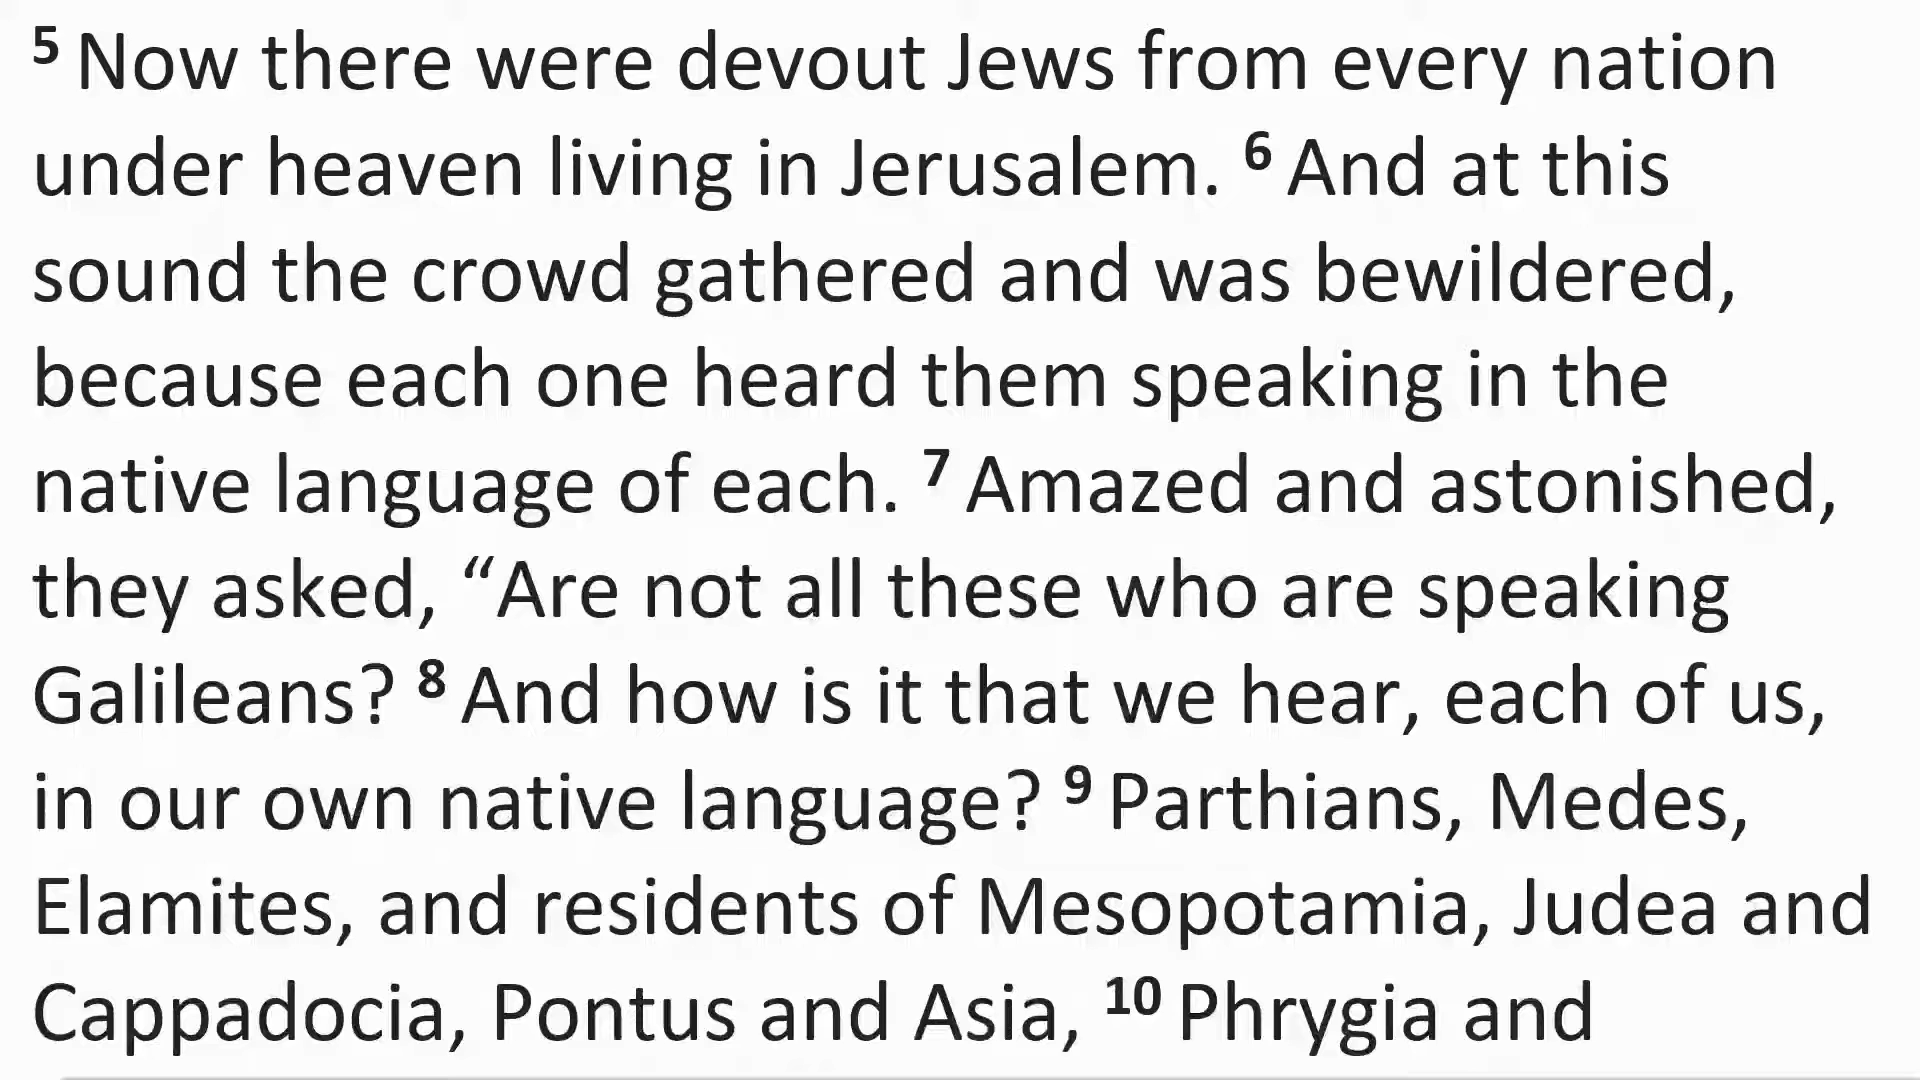 5 Now there were devout Jews from every nation
under heaven living in Jerusalem. 6 And at this
sound the crowd gathered and was bewildered,
because each one heard them speaking in the
native language of each. 7 Amazed and astonished,
they asked, “Are not all these who are speaking
Galileans? 8 And how is it that we hear, each of us,
in our own native language? 9 Parthians, Medes,
Elamites, and residents of Mesopotamia, Judea and
Cappadocia, Pontus and Asia, 10 Phrygia and